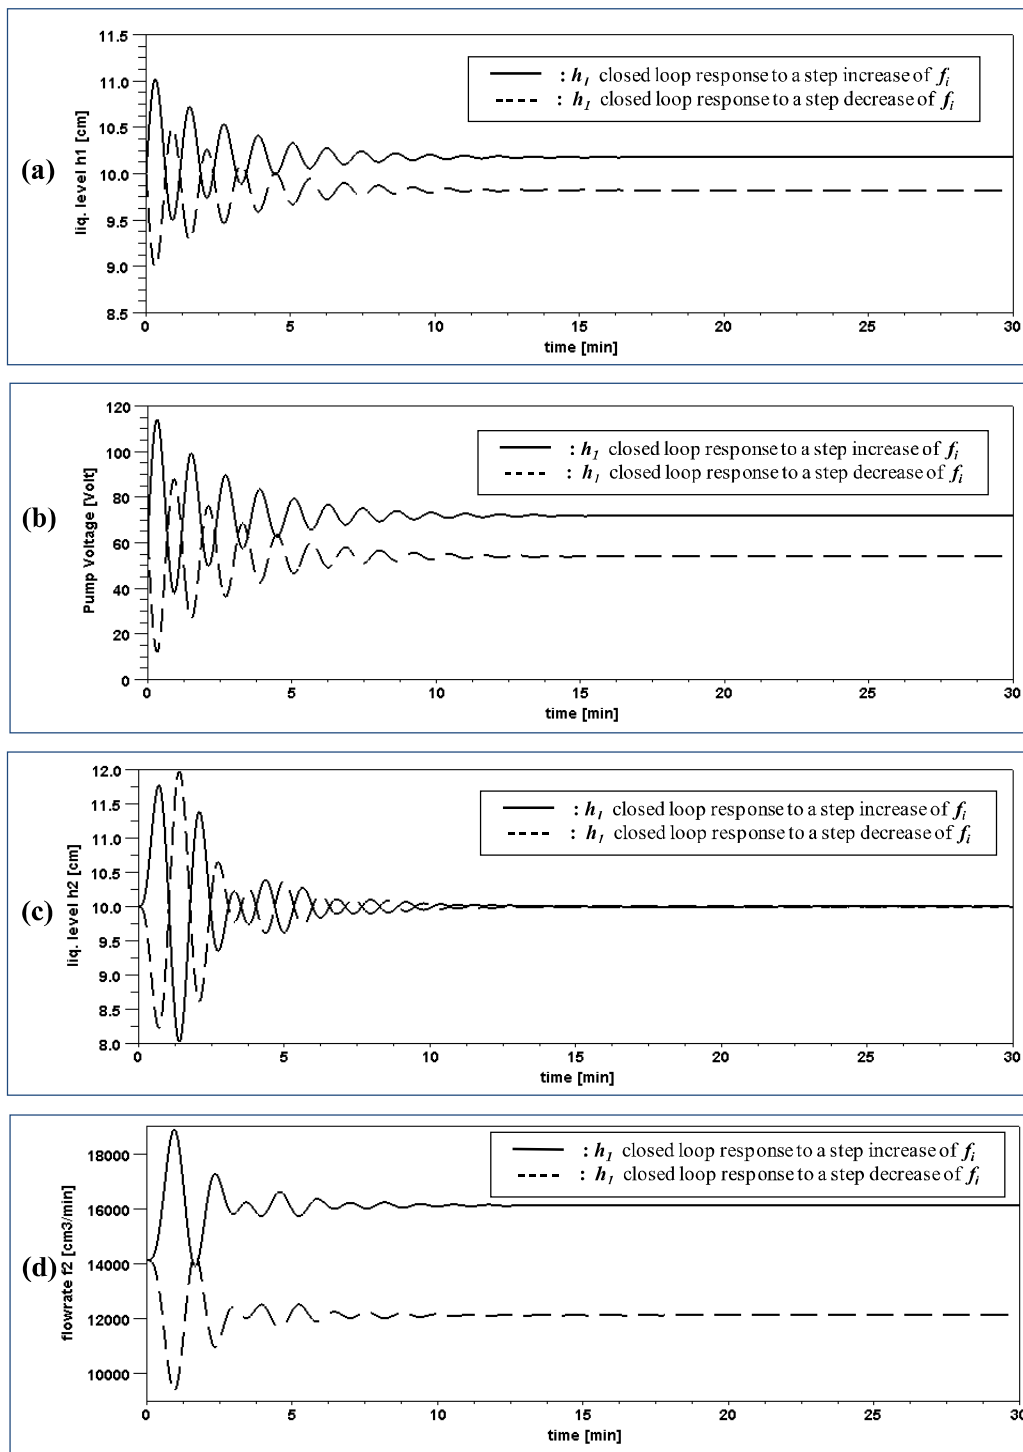 (a)
liq. level h1 [cm]
11.5
11.0
10.5
10.0
9.5
9.0
8.5
: h1 closed loop response to a step increase of fi
: h1 closed loop response to a step decrease of fi
0 5 10 15 20 25 30
time [min]
(b)
Pump Voltage [Volt]
120
100
80
60
40
20
0
: h1 closed loop response to a step increase of fi
: h1 closed loop response to a step decrease of fi
0 5 10 15 20 25 30
time [min]
(c)
liq. level h2 [cm]
12.0
11.5
11.0
10.5
10.0
9.5
9.0
8.5
8.0
: h1 closed loop response to a step increase of fi
: h1 closed loop response to a step decrease of fi
0 5 10 15 20 25 30
time [min]
(d)
flowrate f2 [cm3/min]
18000
16000
14000
12000
10000
: h1 closed loop response to a step increase of fi
: h1 closed loop response to a step decrease of fi
0 5 10 15 20 25 30
time [min]